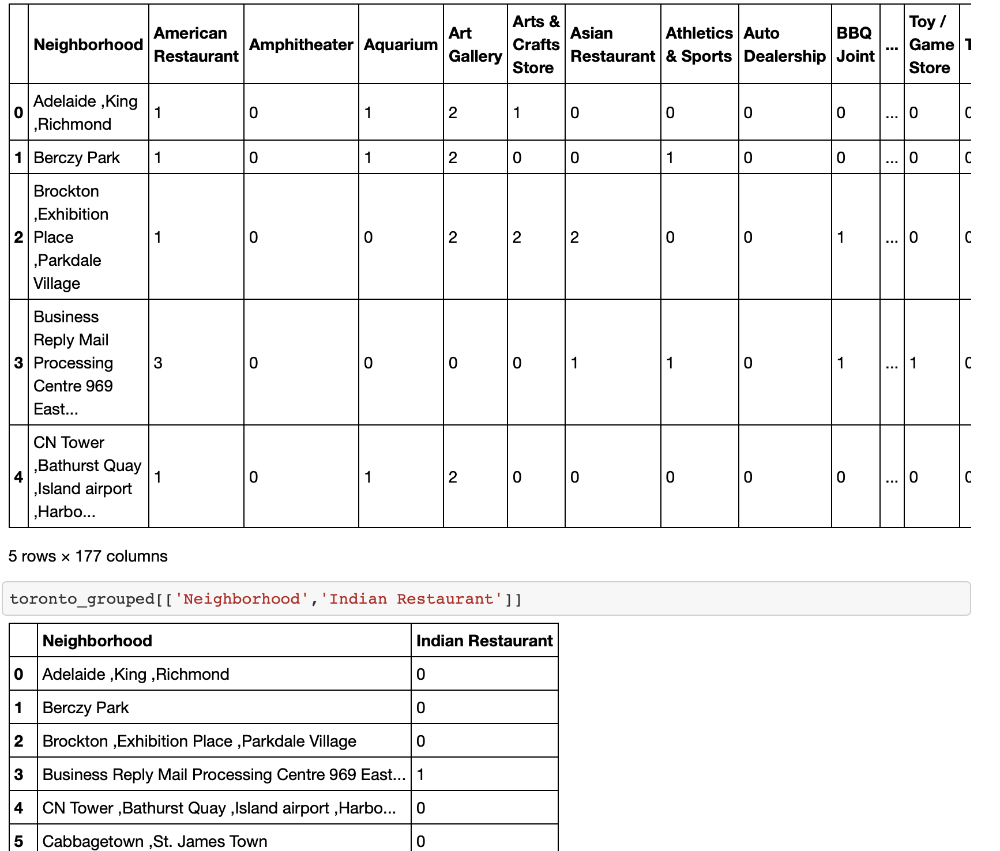 Neighborhood American Restaurant Amphitheater Aquarium Art Gallery Arts & Crafts Store Asian Restaurant Athletics & Sports Auto Dealership BBQ Joint ... Toy / Game Store T
0 Adelaide ,King ,Richmond 1 0 1 2 1 0 0 0 0 ... 0 0
1 Berczy Park 1 0 1 2 0 0 1 0 0 ... 0 0
2 Brockton ,Exhibition Place ,Parkdale Village 1 0 0 2 2 2 0 0 1 ... 0 0
3 Business Reply Mail Processing Centre 969 East... 3 0 0 0 0 1 1 0 1 ... 1 0
4 CN Tower ,Bathurst Quay ,Island airport ,Harbo... 1 0 1 2 0 0 0 0 0 ... 0 0
5 rows × 177 columns
toronto_grouped[['Neighborhood','Indian Restaurant']]
Neighborhood Indian Restaurant
0 Adelaide ,King ,Richmond 0
1 Berczy Park 0
2 Brockton ,Exhibition Place ,Parkdale Village 0
3 Business Reply Mail Processing Centre 969 East... 1
4 CN Tower ,Bathurst Quay ,Island airport ,Harbo... 0
5 Cabbagetown ,St. James Town 0